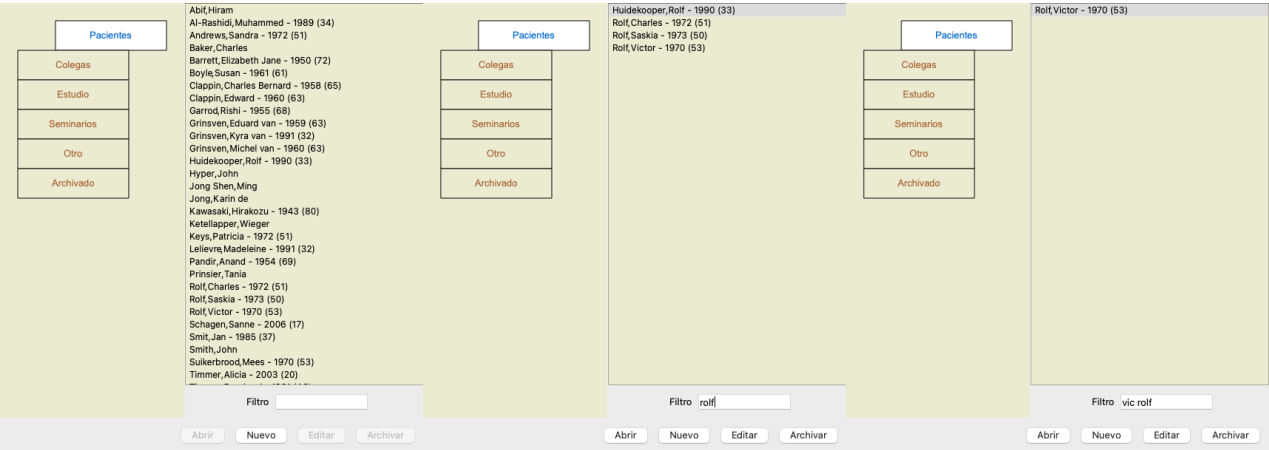 Pacientes
Colegas
Estudio
Seminarios
Otro
Archivado
Abif,Hiram
Al-Rashidi,Muhammed - 1989 (34)
Andrews,Sandra - 1972 (51)
Baker,Charles
Barrett,Elizabeth Jane - 1950 (72)
Boyle,Susan - 1961 (61)
Clappin,Charles Bernard - 1958 (65)
Clappin,Edward - 1960 (63)
Garrod,Rishi - 1955 (68)
Grinsven,Eduard van - 1959 (63)
Grinsven,Kyra van - 1991 (32)
Grinsven,Michel van - 1960 (63)
Huidekooper,Rolf - 1990 (33)
Hyper,John
Jong Shen,Ming
Jong,Karin de
Kawasaki,Hirakozu - 1943 (80)
Ketellapper,Wieger
Keys,Patricia - 1972 (51)
Lelievre,Madeleine - 1991 (32)
Pandir,Anand - 1954 (69)
Prinsier,Tania
Rolf,Charles - 1972 (51)
Rolf,Saskia - 1973 (50)
Rolf,Victor - 1970 (53)
Schagen,Sanne - 2006 (17)
Smit,Jan - 1985 (37)
Smith,John
Suikerbrood,Mees - 1970 (53)
Timmer,Alicia - 2003 (20)
Filtro
Abrir Nuevo Editar Archivar
Pacientes
Colegas
Estudio
Seminarios
Otro
Archivado
Huidekooper,Rolf - 1990 (33)
Rolf,Charles - 1972 (51)
Rolf,Saskia - 1973 (50)
Rolf,Victor - 1970 (53)
Filtro rolf
Abrir Nuevo Editar Archivar
Pacientes
Colegas
Estudio
Seminarios
Otro
Archivado
Rolf,Victor - 1970 (53)
Filtro vic rolf
Abrir Nuevo Editar Archivar